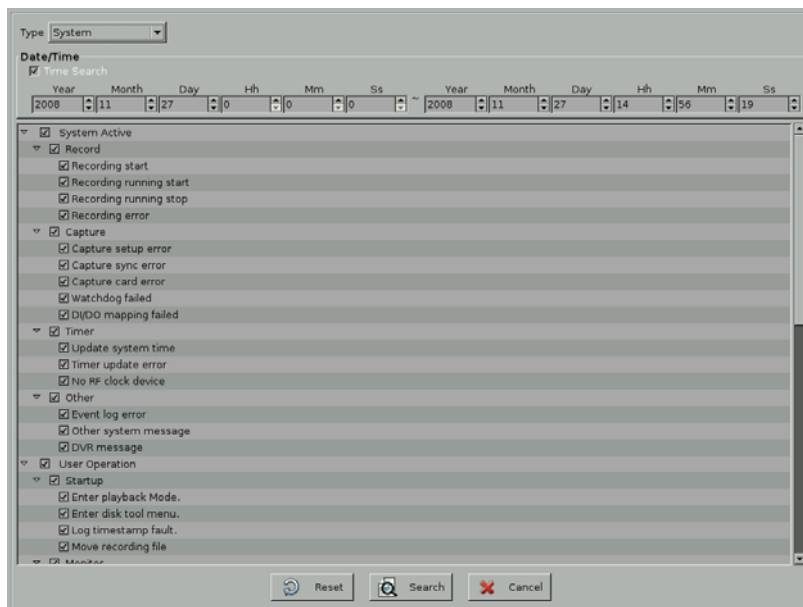 Type System
Date/Time
Time Search
Year Month Day Hh Mm Ss Year Month Day Hh Mm Ss
2008 11 27 0 0 0 ~ 2008 11 27 14 56 19
System Active
Record
Recording start
Recording running start
Recording running stop
Recording error
Capture
Capture setup error
Capture sync error
Capture card error
Watchdog failed
DI/DO mapping failed
Timer
Update system time
Timer update error
No RF clock device
Other
Event log error
Other system message
DVR message
User Operation
Startup
Enter playback Mode.
Enter disk tool menu.
Log timestamp fault.
Move recording file
Monitor
Reset Search Cancel